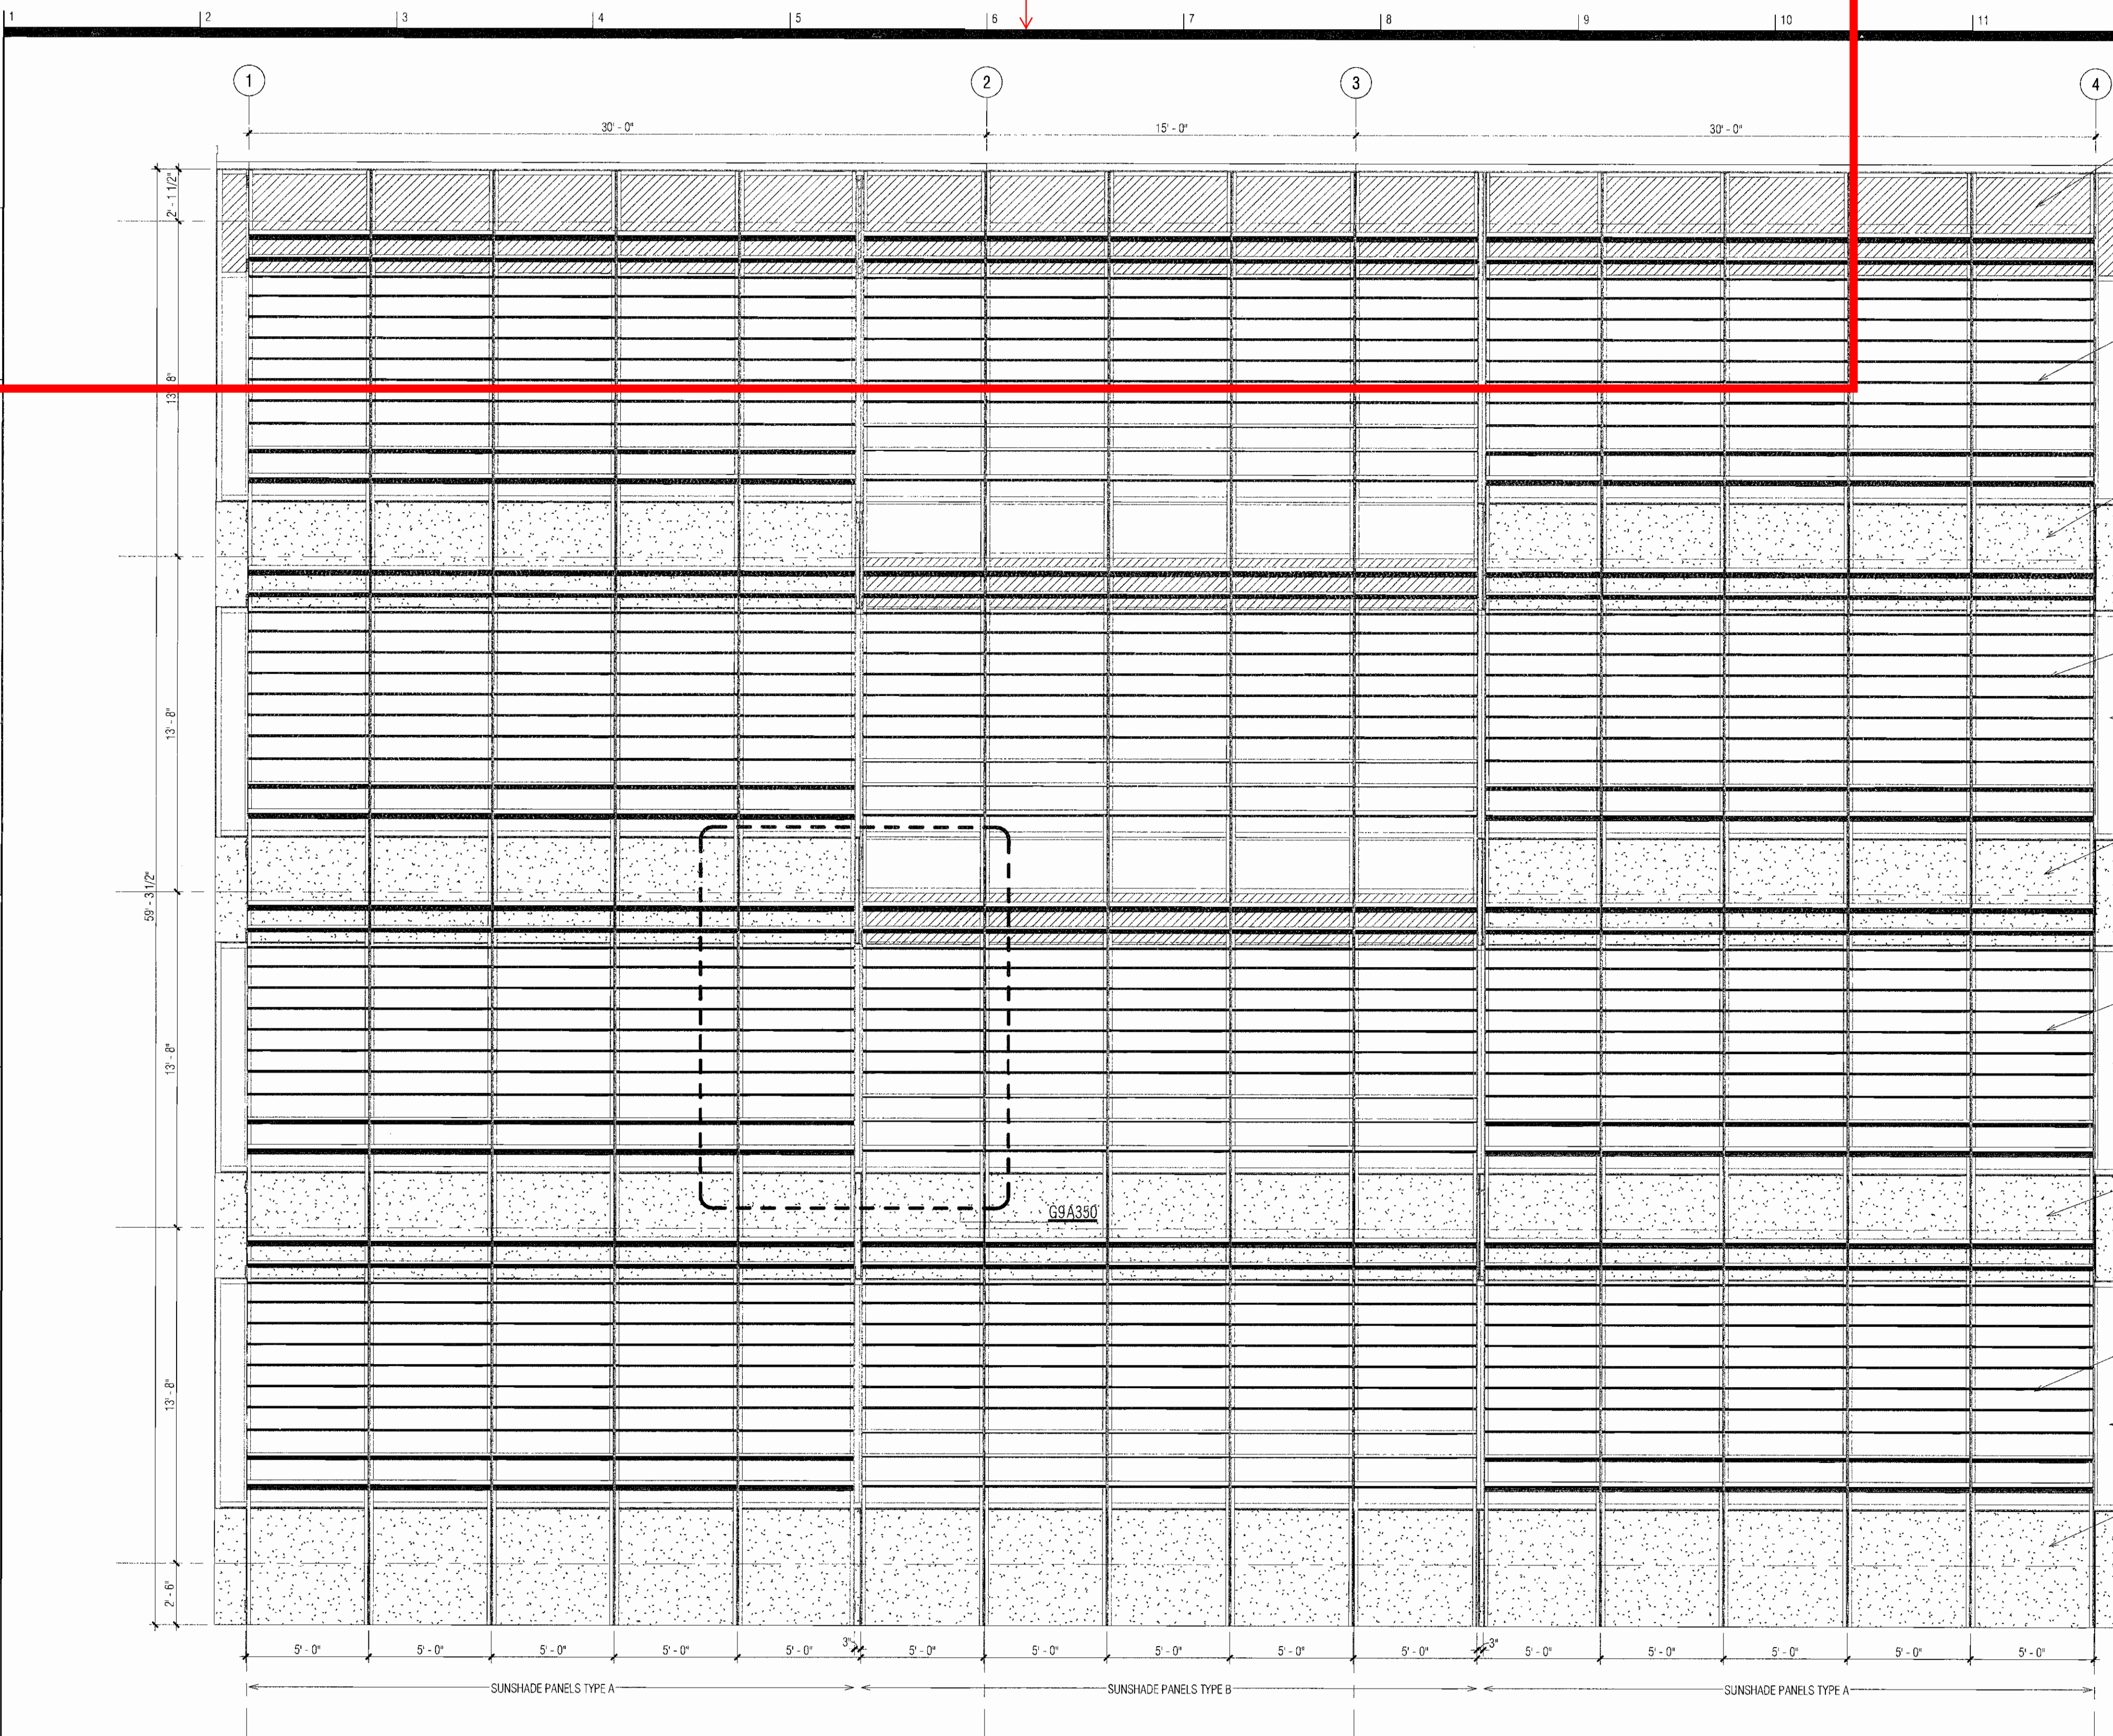 1 2 3 4 5 6 7 8 9 10 11
1 2 3 4
30' - 0" 15' - 0" 30' - 0"
2' - 1 1/2"
13' - 8"
13' - 8"
59' - 3 1/2"
13' - 8"
G9A350
13' - 8"
2' - 6"
5' - 0" 5' - 0" 5' - 0" 5' - 0" 5' - 0" 3" 5' - 0" 5' - 0" 5' - 0" 5' - 0" 5' - 0" 3" 5' - 0" 5' - 0" 5' - 0" 5' - 0" 5' - 0"
SUNSHADE PANELS TYPE A SUNSHADE PANELS TYPE B SUNSHADE PANELS TYPE A